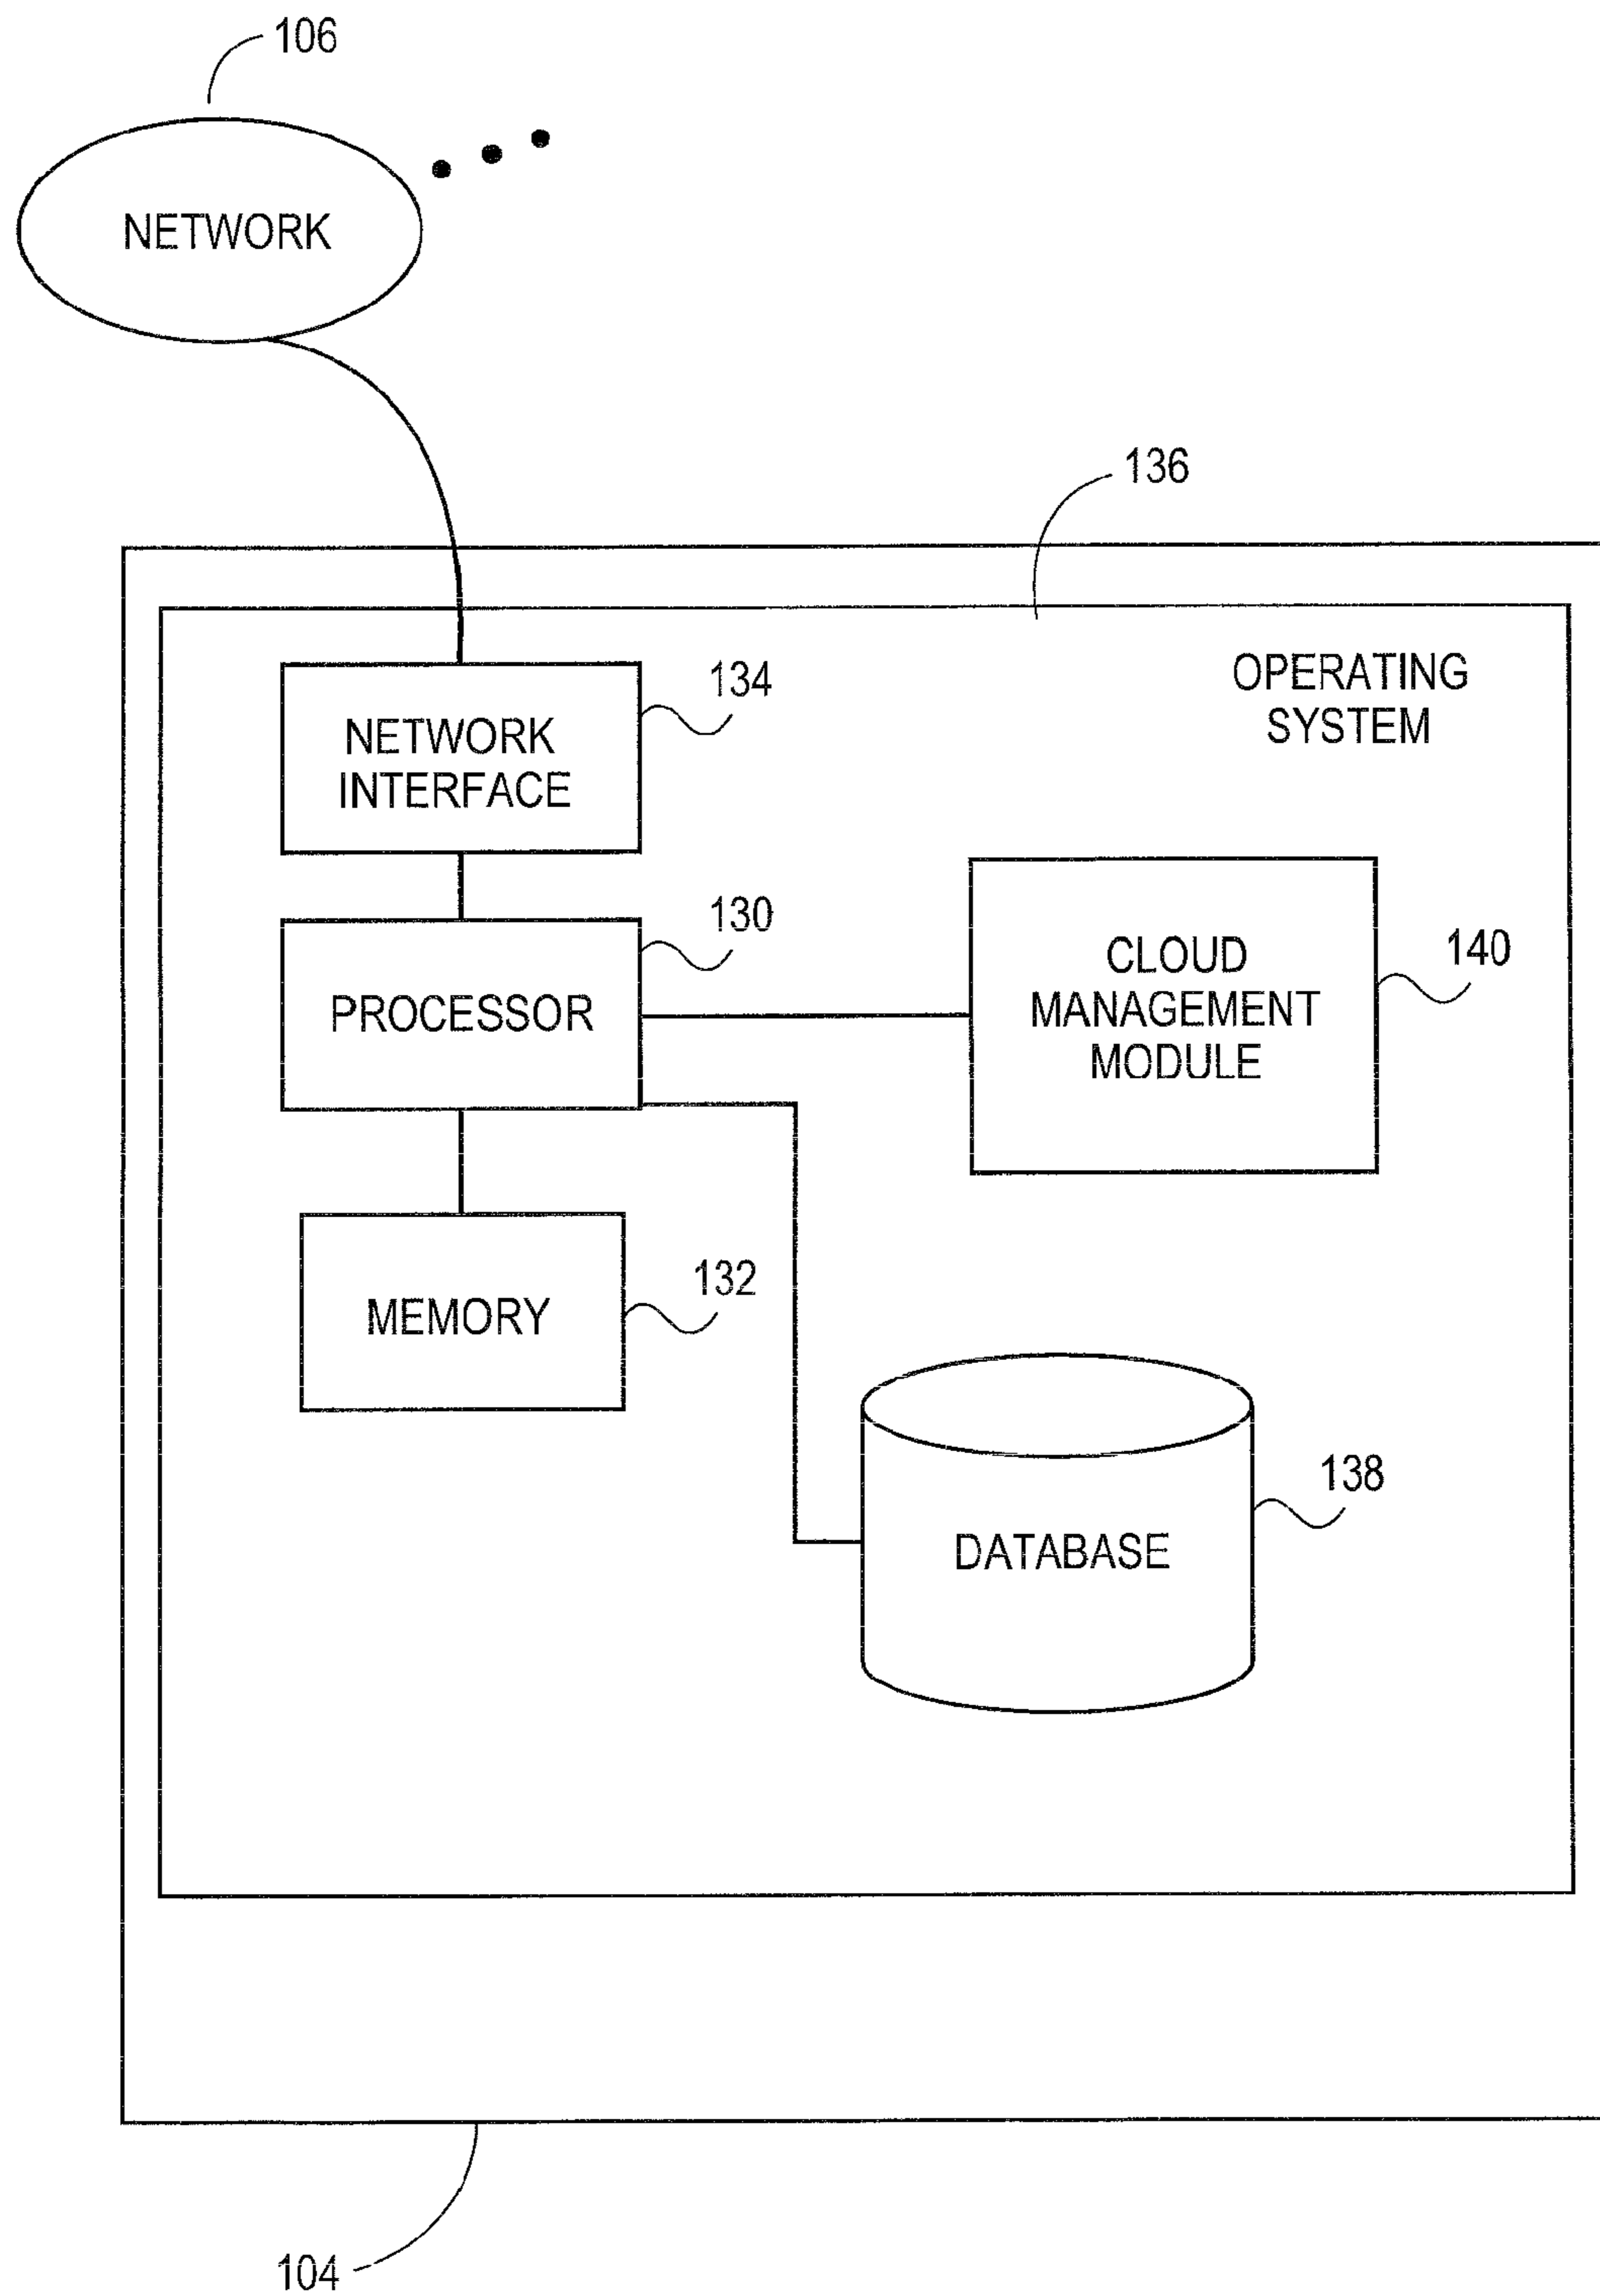 106
NETWORK
136
OPERATING
SYSTEM
134
NETWORK
INTERFACE
130
PROCESSOR
140
CLOUD
MANAGEMENT
MODULE
132
MEMORY
138
DATABASE
104